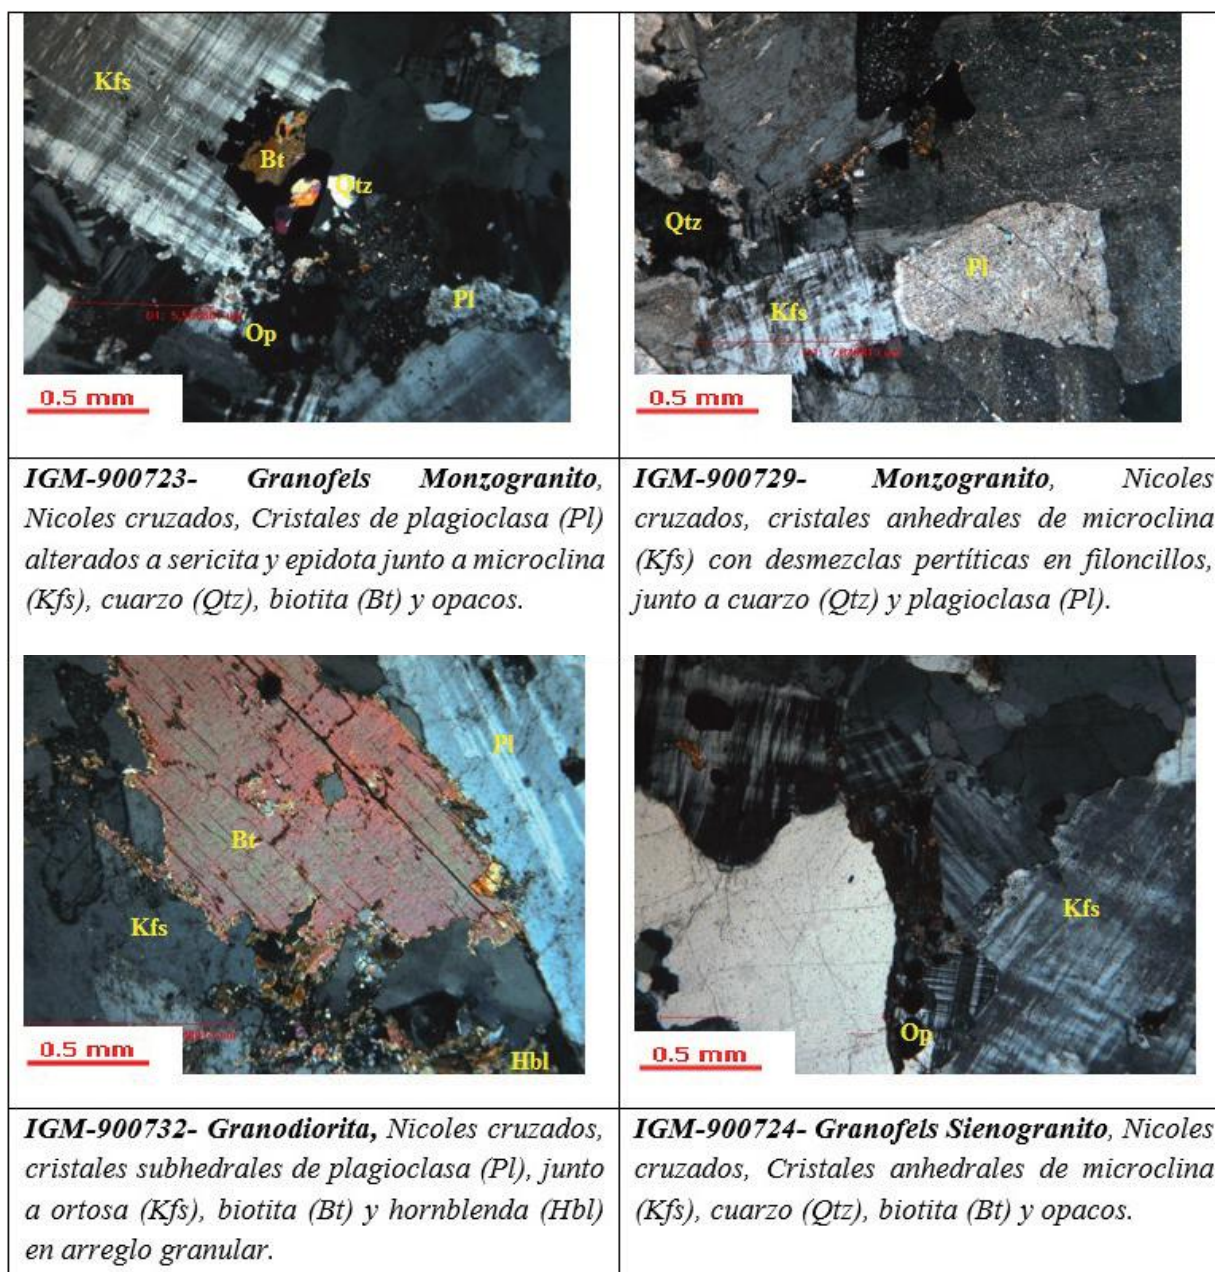 Kfs
Bt
Qtz
Pl
Op
0.5 mm
Qtz
Pl
Kfs
0.5 mm
IGM-900723- Granofels Monzogranito,
Nicoles cruzados, Cristales de plagioclasa (Pl)
alterados a sericita y epidota junto a microclina
(Kfs), cuarzo (Qtz), biotita (Bt) y opacos.
IGM-900729- Monzogranito, Nicoles
cruzados, cristales anhedrales de microclina
(Kfs) con desmezclas pertíticas en filoncillos,
junto a cuarzo (Qtz) y plagioclasa (Pl).
Pl
Bt
Kfs
Hbl
0.5 mm
Kfs
Op
0.5 mm
IGM-900732- Granodiorita, Nicoles cruzados,
cristales subhedrales de plagioclasa (Pl), junto
a ortosa (Kfs), biotita (Bt) y hornblenda (Hbl)
en arreglo granular.
IGM-900724- Granofels Sienogranito, Nicoles
cruzados, Cristales anhedrales de microclina
(Kfs), cuarzo (Qtz), biotita (Bt) y opacos.